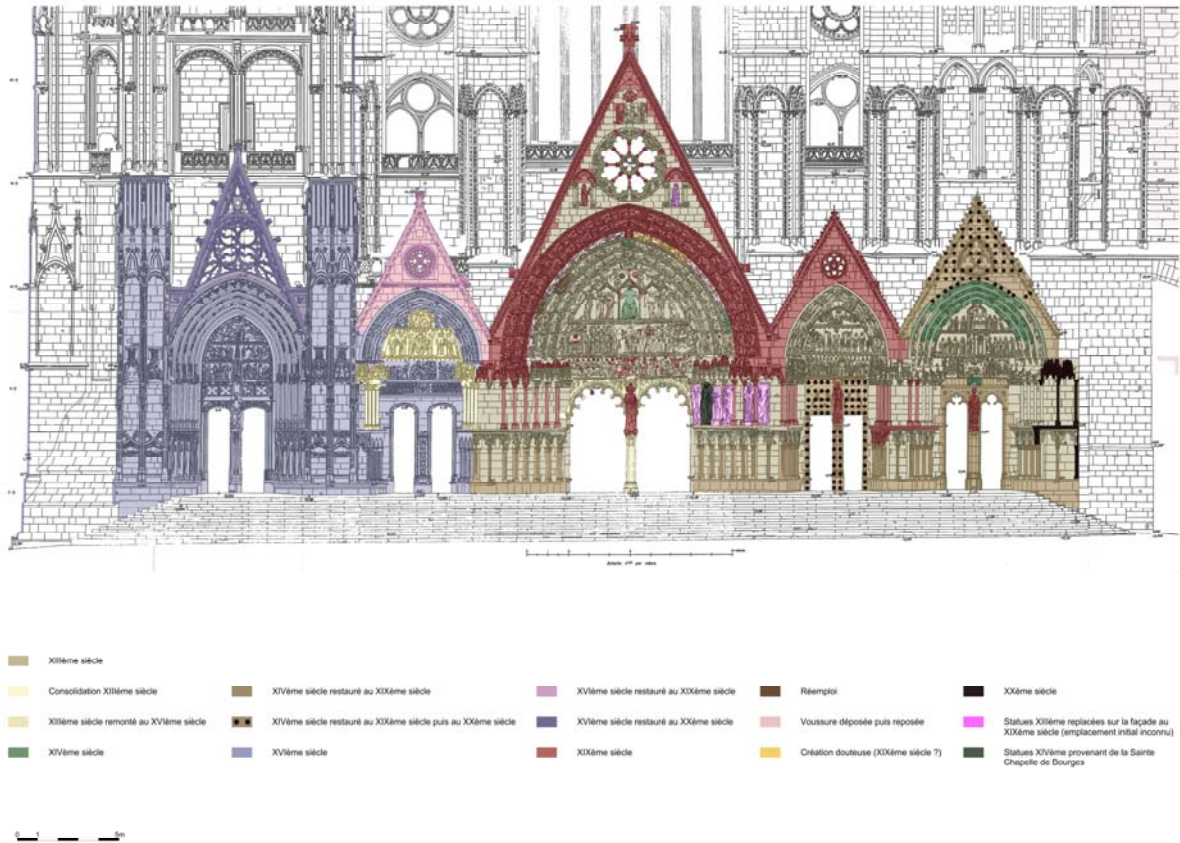 XIIIème siècle
Consolidation XIIIème siècle
XIVème siècle restauré au XIXème siècle
XVIème siècle restauré au XIXème siècle
Réemploi
XXème siècle
XIIIème siècle remonté au XVIème siècle
XIVème siècle restauré au XIXème siècle puis au XXème siècle
XVIème siècle restauré au XXème siècle
Voussure déposée puis reposée
Statues XIIIème replacées sur la façade au
XIXème siècle (emplacement initial inconnu)
XIVème siècle
XVIème siècle
XIXème siècle
Création douteuse (XIXème siècle ?)
Statues XIVème provenant de la Sainte
Chapelle de Bourges
0 1 5m